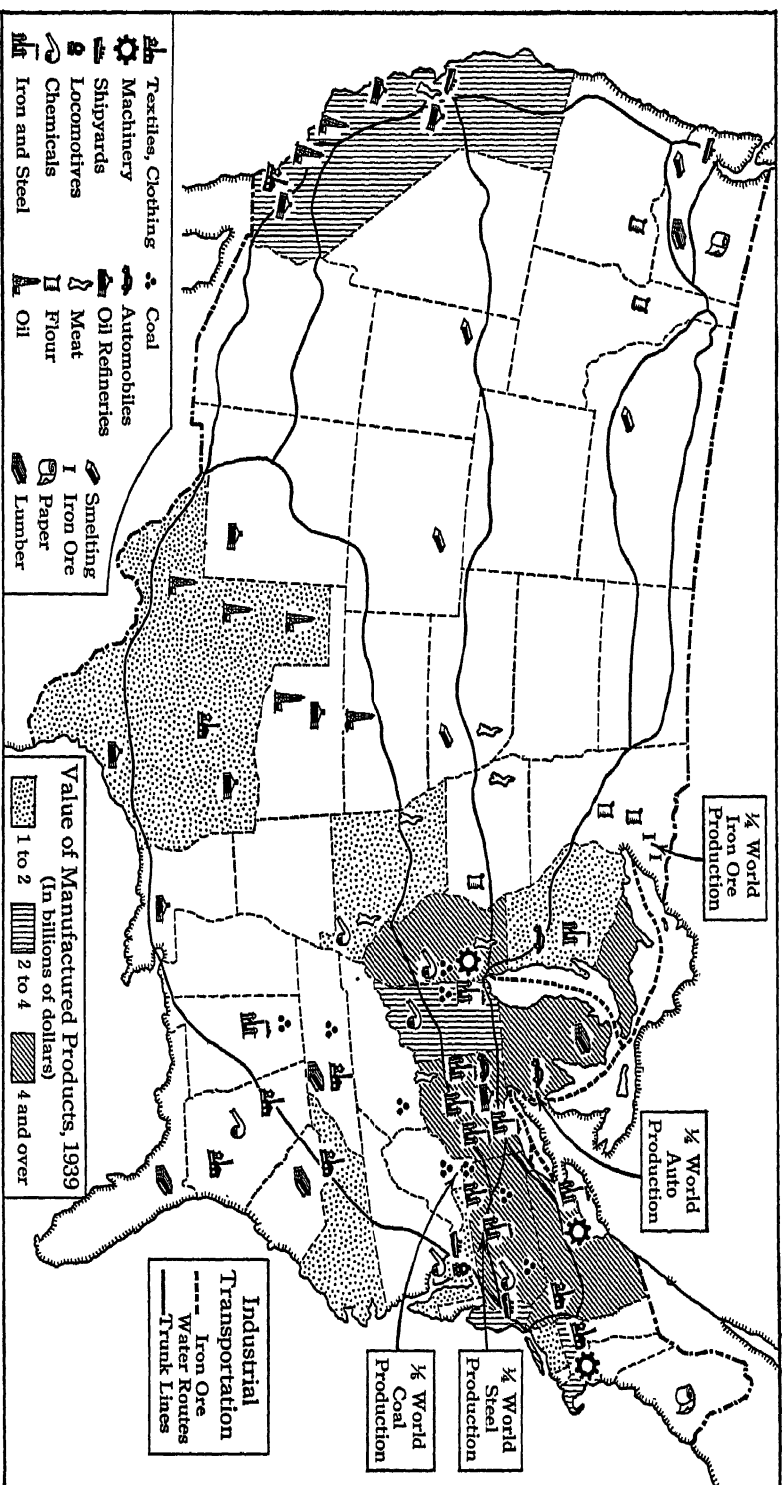 ¼ World
Iron Ore
Production
¼ World
Auto
Production
¼ World
Steel
Production
⅙ World
Coal
Production
Textiles, Clothing
Machinery
Shipyards
Locomotives
Chemicals
Iron and Steel
Coal
Automobiles
Oil Refineries
Meat
Flour
Oil
Smelting
Iron Ore
Paper
Lumber
Value of Manufactured Products, 1939
(In billions of dollars)
1 to 2
2 to 4
4 and over
Industrial
Transportation
Iron Ore
Water Routes
Trunk Lines